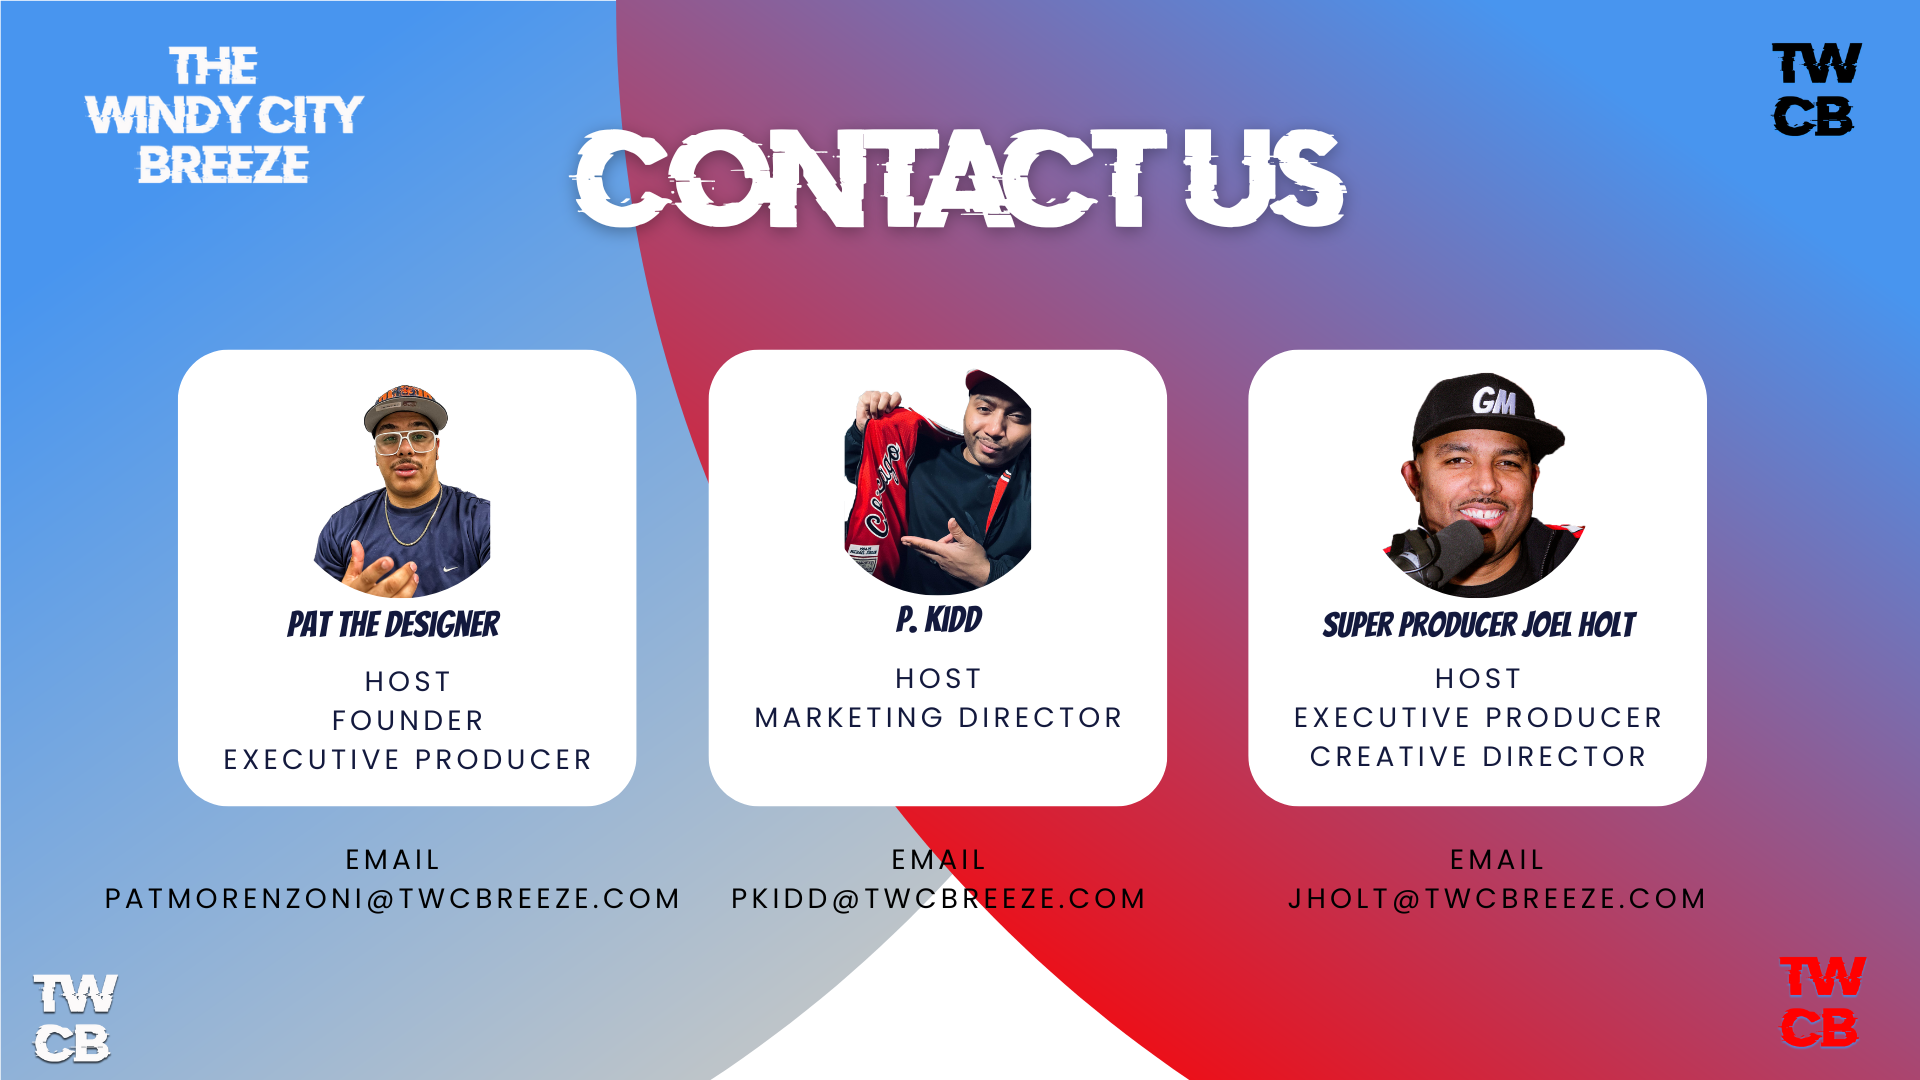 THE
WINDY CITY
BREEZE
TW
CB
CONTACT US
GM
Chicago
PAT THE DESIGNER
HOST
FOUNDER
EXECUTIVE PRODUCER
EMAIL
PATMORENZONI@TWCBREEZE.COM
P. KIDD
HOST
MARKETING DIRECTOR
EMAIL
PKIDD@TWCBREEZE.COM
SUPER PRODUCER JOEL HOLT
HOST
EXECUTIVE PRODUCER
CREATIVE DIRECTOR
EMAIL
JHOLT@TWCBREEZE.COM
TW
CB
TW
CB